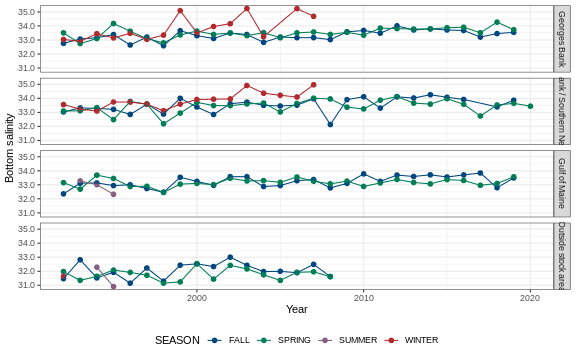 35.0
34.0
33.0
32.0
31.0
Georges Bank
35.0
34.0
33.0
32.0
31.0
35.0
34.0
33.0
32.0
31.0
Gulf of Maine
35.0
34.0
33.0
32.0
31.0
Outside stock area
Bottom salinity
2000
2010
2020
Year
SEASON
FALL
SPRING
SUMMER
WINTER